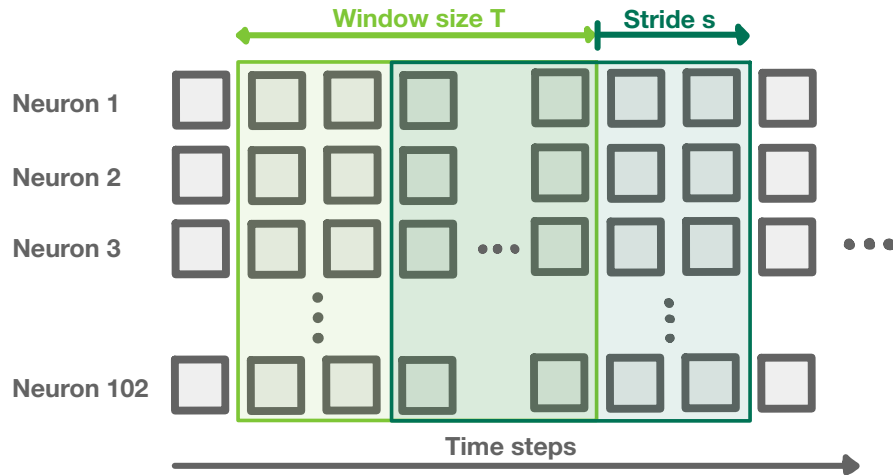 Window size T
Stride s
Neuron 1
Neuron 2
Neuron 3
Neuron 102
Time steps